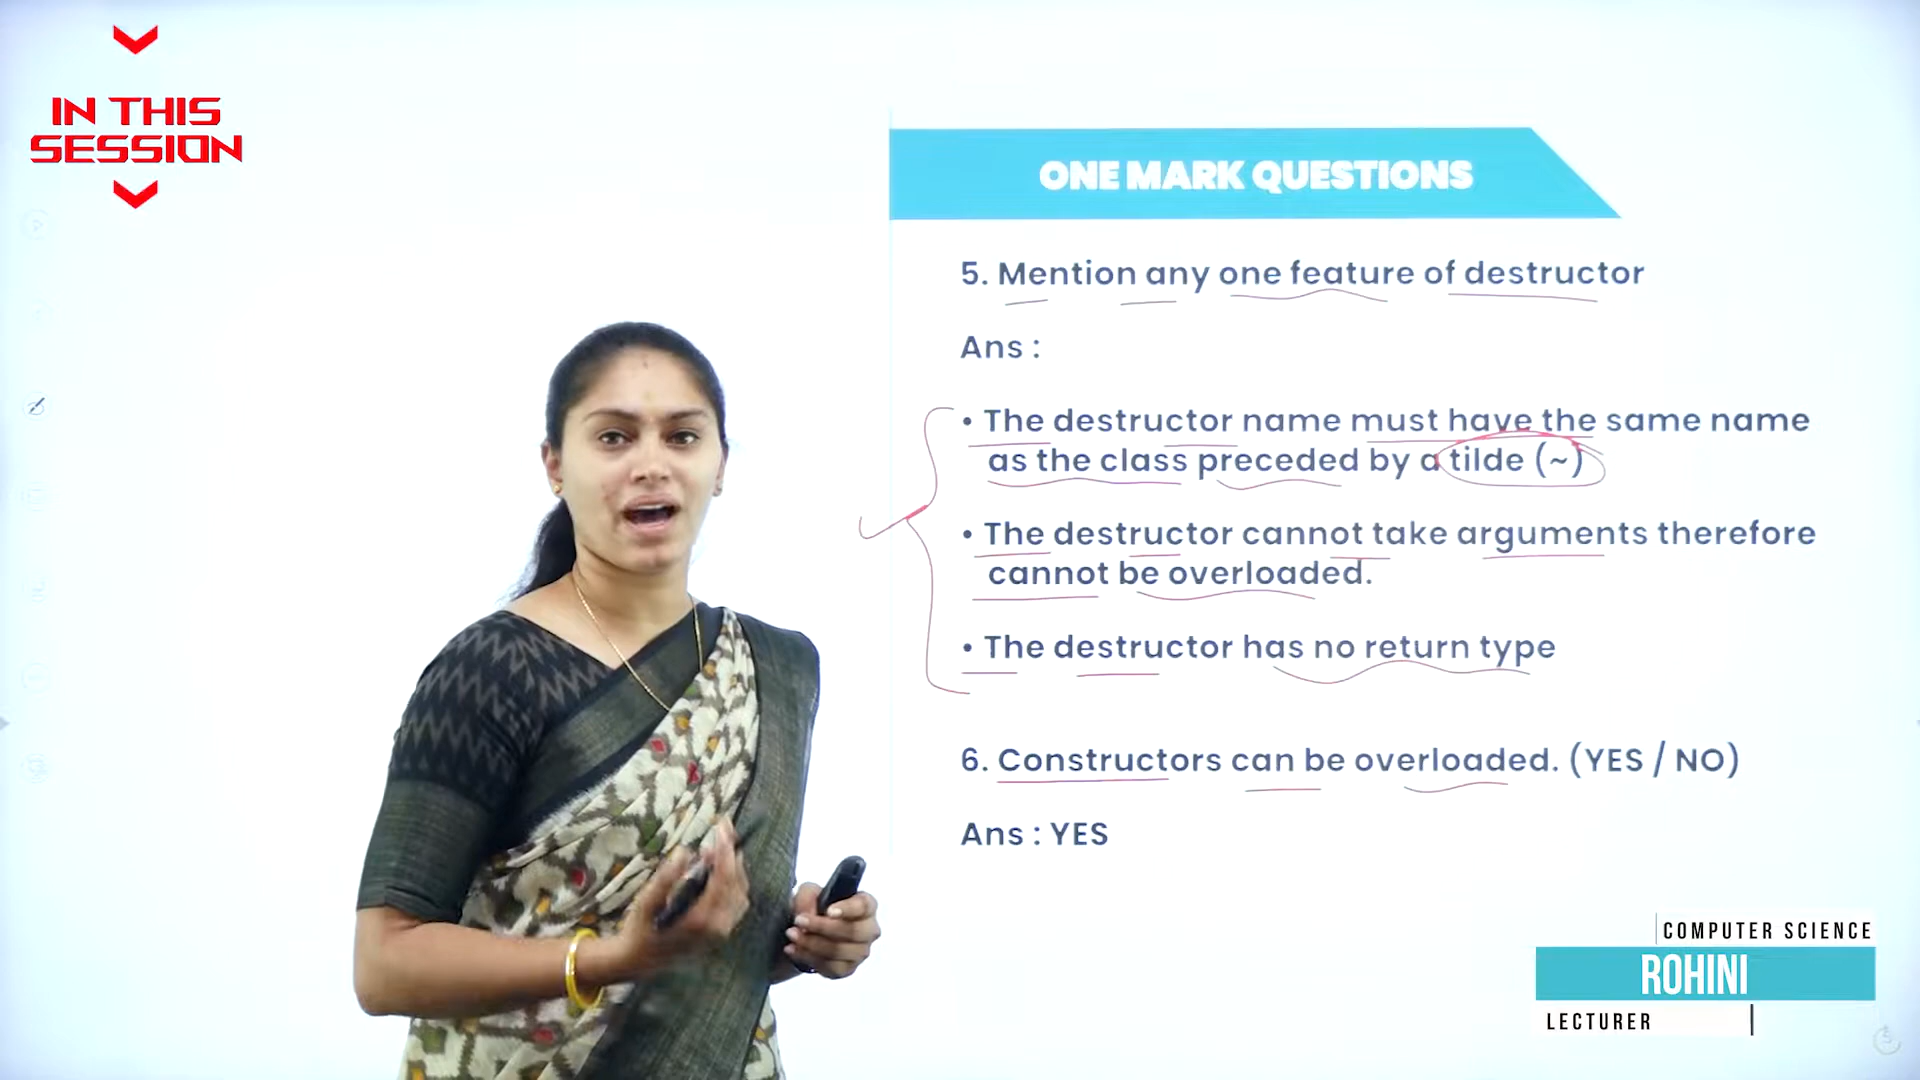 IN THIS
SESSION
ONE MARK QUESTIONS
5. Mention any one feature of destructor
Ans :
• The destructor name must have the same name
as the class preceded by a tilde (~)
• The destructor cannot take arguments therefore
cannot be overloaded.
• The destructor has no return type
6. Constructors can be overloaded. (YES / NO)
Ans : YES
COMPUTER SCIENCE
ROHINI
LECTURER